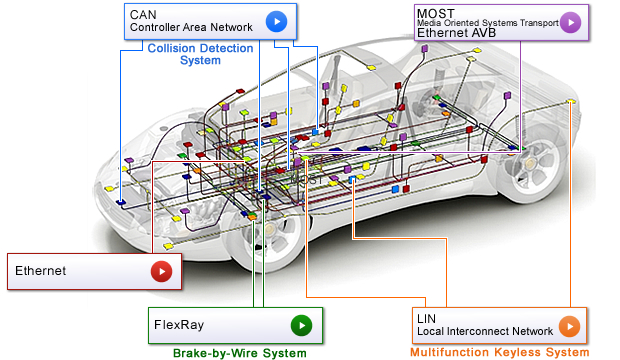 CAN
Controller Area Network
Collision Detection
System
MOST
Media Oriented Systems Transport
Ethernet AVB
MOST
Ethernet
FlexRay
Brake-by-Wire System
LIN
Local Interconnect Network
Multifunction Keyless System